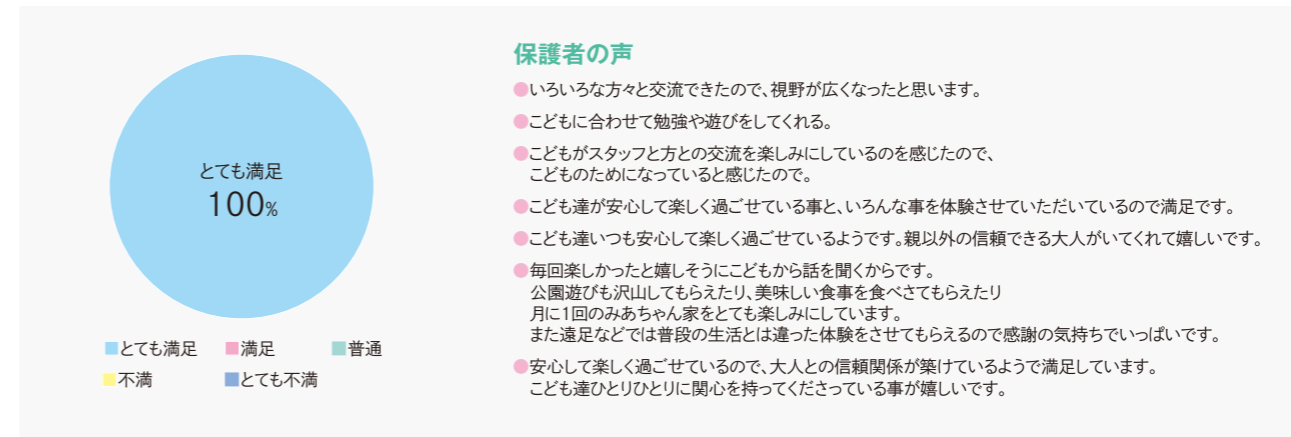 とても満足
100%
■とても満足 ■満足 ■普通
■不満 ■とても不満
保護者の声
●いろいろな方々と交流できたので、視野が広くなったと思います。
●こどもに合わせて勉強や遊びをしてくれる。
●こどもがスタッフと方との交流を楽しみにしているのを感じたので、
こどものためになっていると感じたので。
●こども達が安心して楽しく過ごせている事と、いろんな事を体験させていただいているので満足です。
●こども達いつも安心して楽しく過ごせているようです。親以外の信頼できる大人がいてくれて嬉しいです。
●毎回楽しかったと嬉しそうにこどもから話を聞くからです。
公園遊びも沢山してもらえたり、美味しい食事を食べさてもらえたり
月に1回のみあちゃん家をとても楽しみにしています。
また遠足などでは普段の生活とは違った体験をさせてもらえるので感謝の気持ちでいっぱいです。
●安心して楽しく過ごせているので、大人との信頼関係が築けているようで満足しています。
こども達ひとりひとりに関心を持ってくださっている事が嬉しいです。